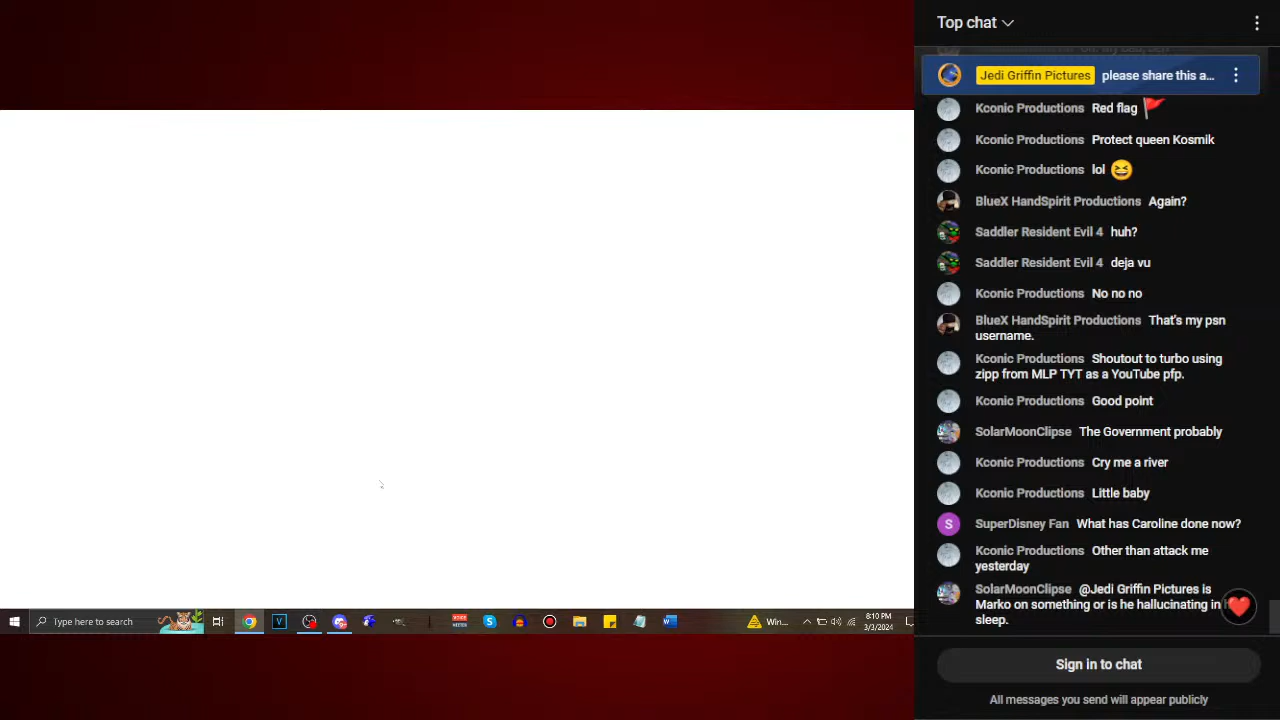 Top chat
Jedi Griffin Pictures please share this a...
Kconic Productions Red flag
Kconic Productions Protect queen Kosmik
Kconic Productions lol
BlueX HandSpirit Productions Again?
Saddler Resident Evil 4 huh?
Saddler Resident Evil 4 deja vu
Kconic Productions No no no
BlueX HandSpirit Productions That's my psn
username.
Kconic Productions Shoutout to turbo using
zipp from MLP TYT as a YouTube pfp.
Kconic Productions Good point
SolarMoonClipse The Government probably
Kconic Productions Cry me a river
Kconic Productions Little baby
S
SuperDisney Fan What has Caroline done now?
Kconic Productions Other than attack me
yesterday
SolarMoonClipse @Jedi Griffin Pictures is
Marko on something or is he hallucinating in
sleep.
Type here to search
V
S
W
Win...
8:10 PM
3/3/2024
Sign in to chat
All messages you send will appear publicly